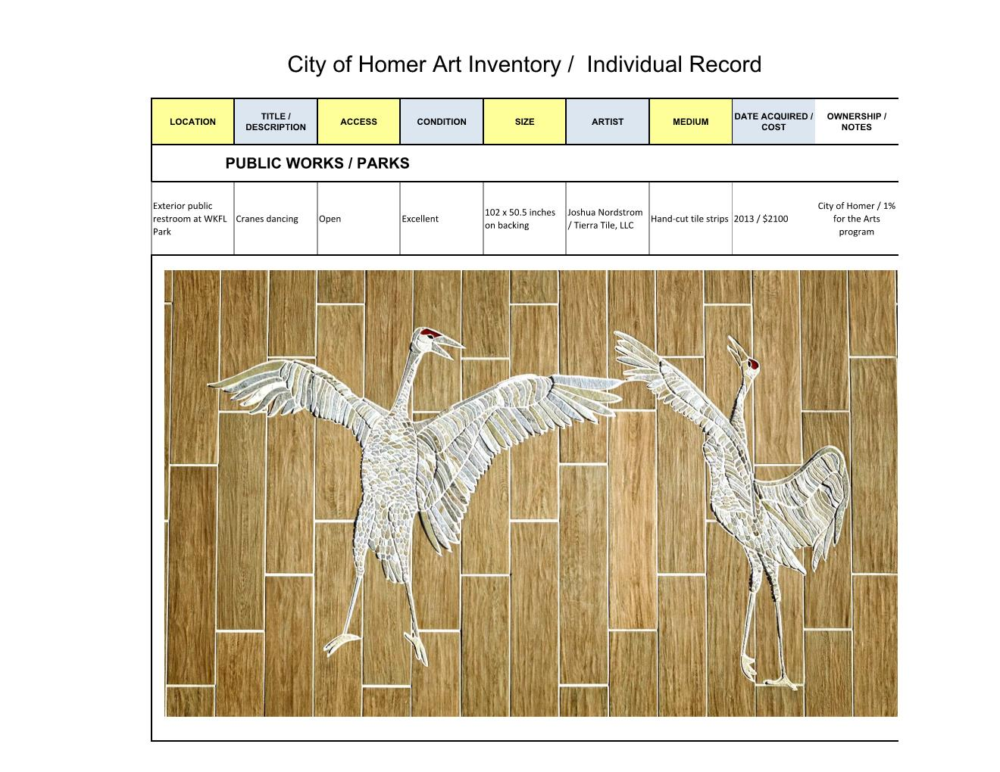 City of Homer Art Inventory /  Individual Record
LOCATION
TITLE /
DESCRIPTION
ACCESS
CONDITION
SIZE
ARTIST
MEDIUM
DATE ACQUIRED /
COST
OWNERSHIP /
NOTES
PUBLIC WORKS / PARKS
Exterior public
restroom at WKFL
Park
Cranes dancing
Open
Excellent
102 x 50.5 inches
on backing
Joshua Nordstrom
/ Tierra Tile, LLC
Hand-cut tile strips
2013 / $2100
City of Homer / 1%
for the Arts
program